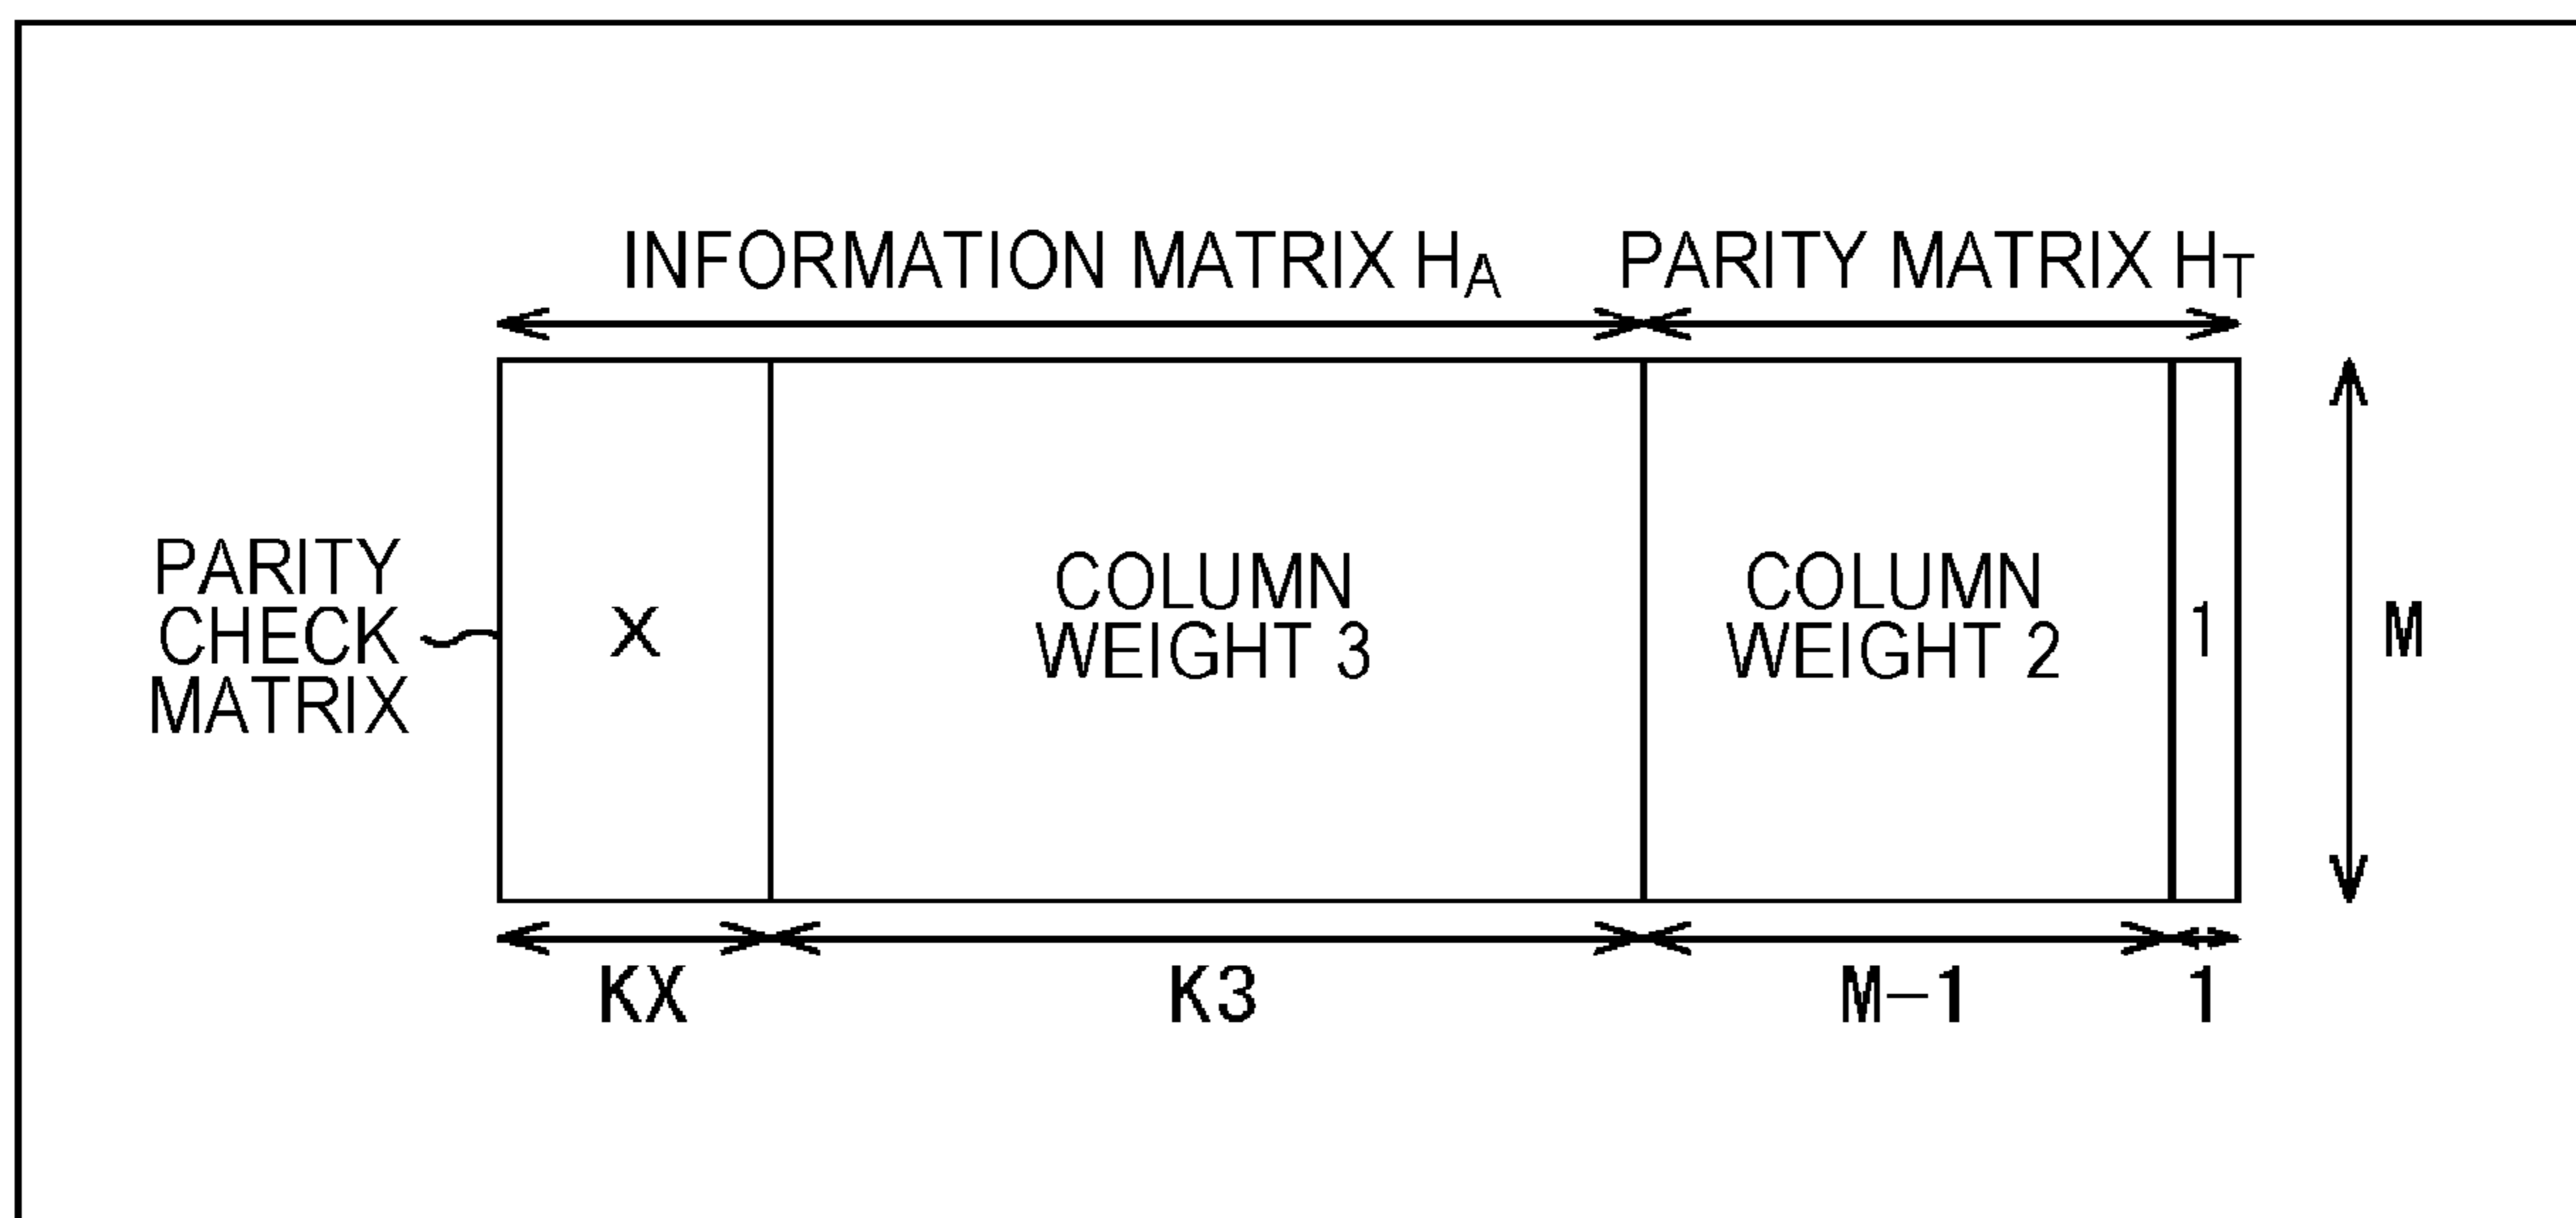 INFORMATION MATRIX HA
PARITY MATRIX HT
PARITY
CHECK
MATRIX
X
COLUMN
WEIGHT 3
COLUMN
WEIGHT 2
1
M
KX
K3
M-1
1